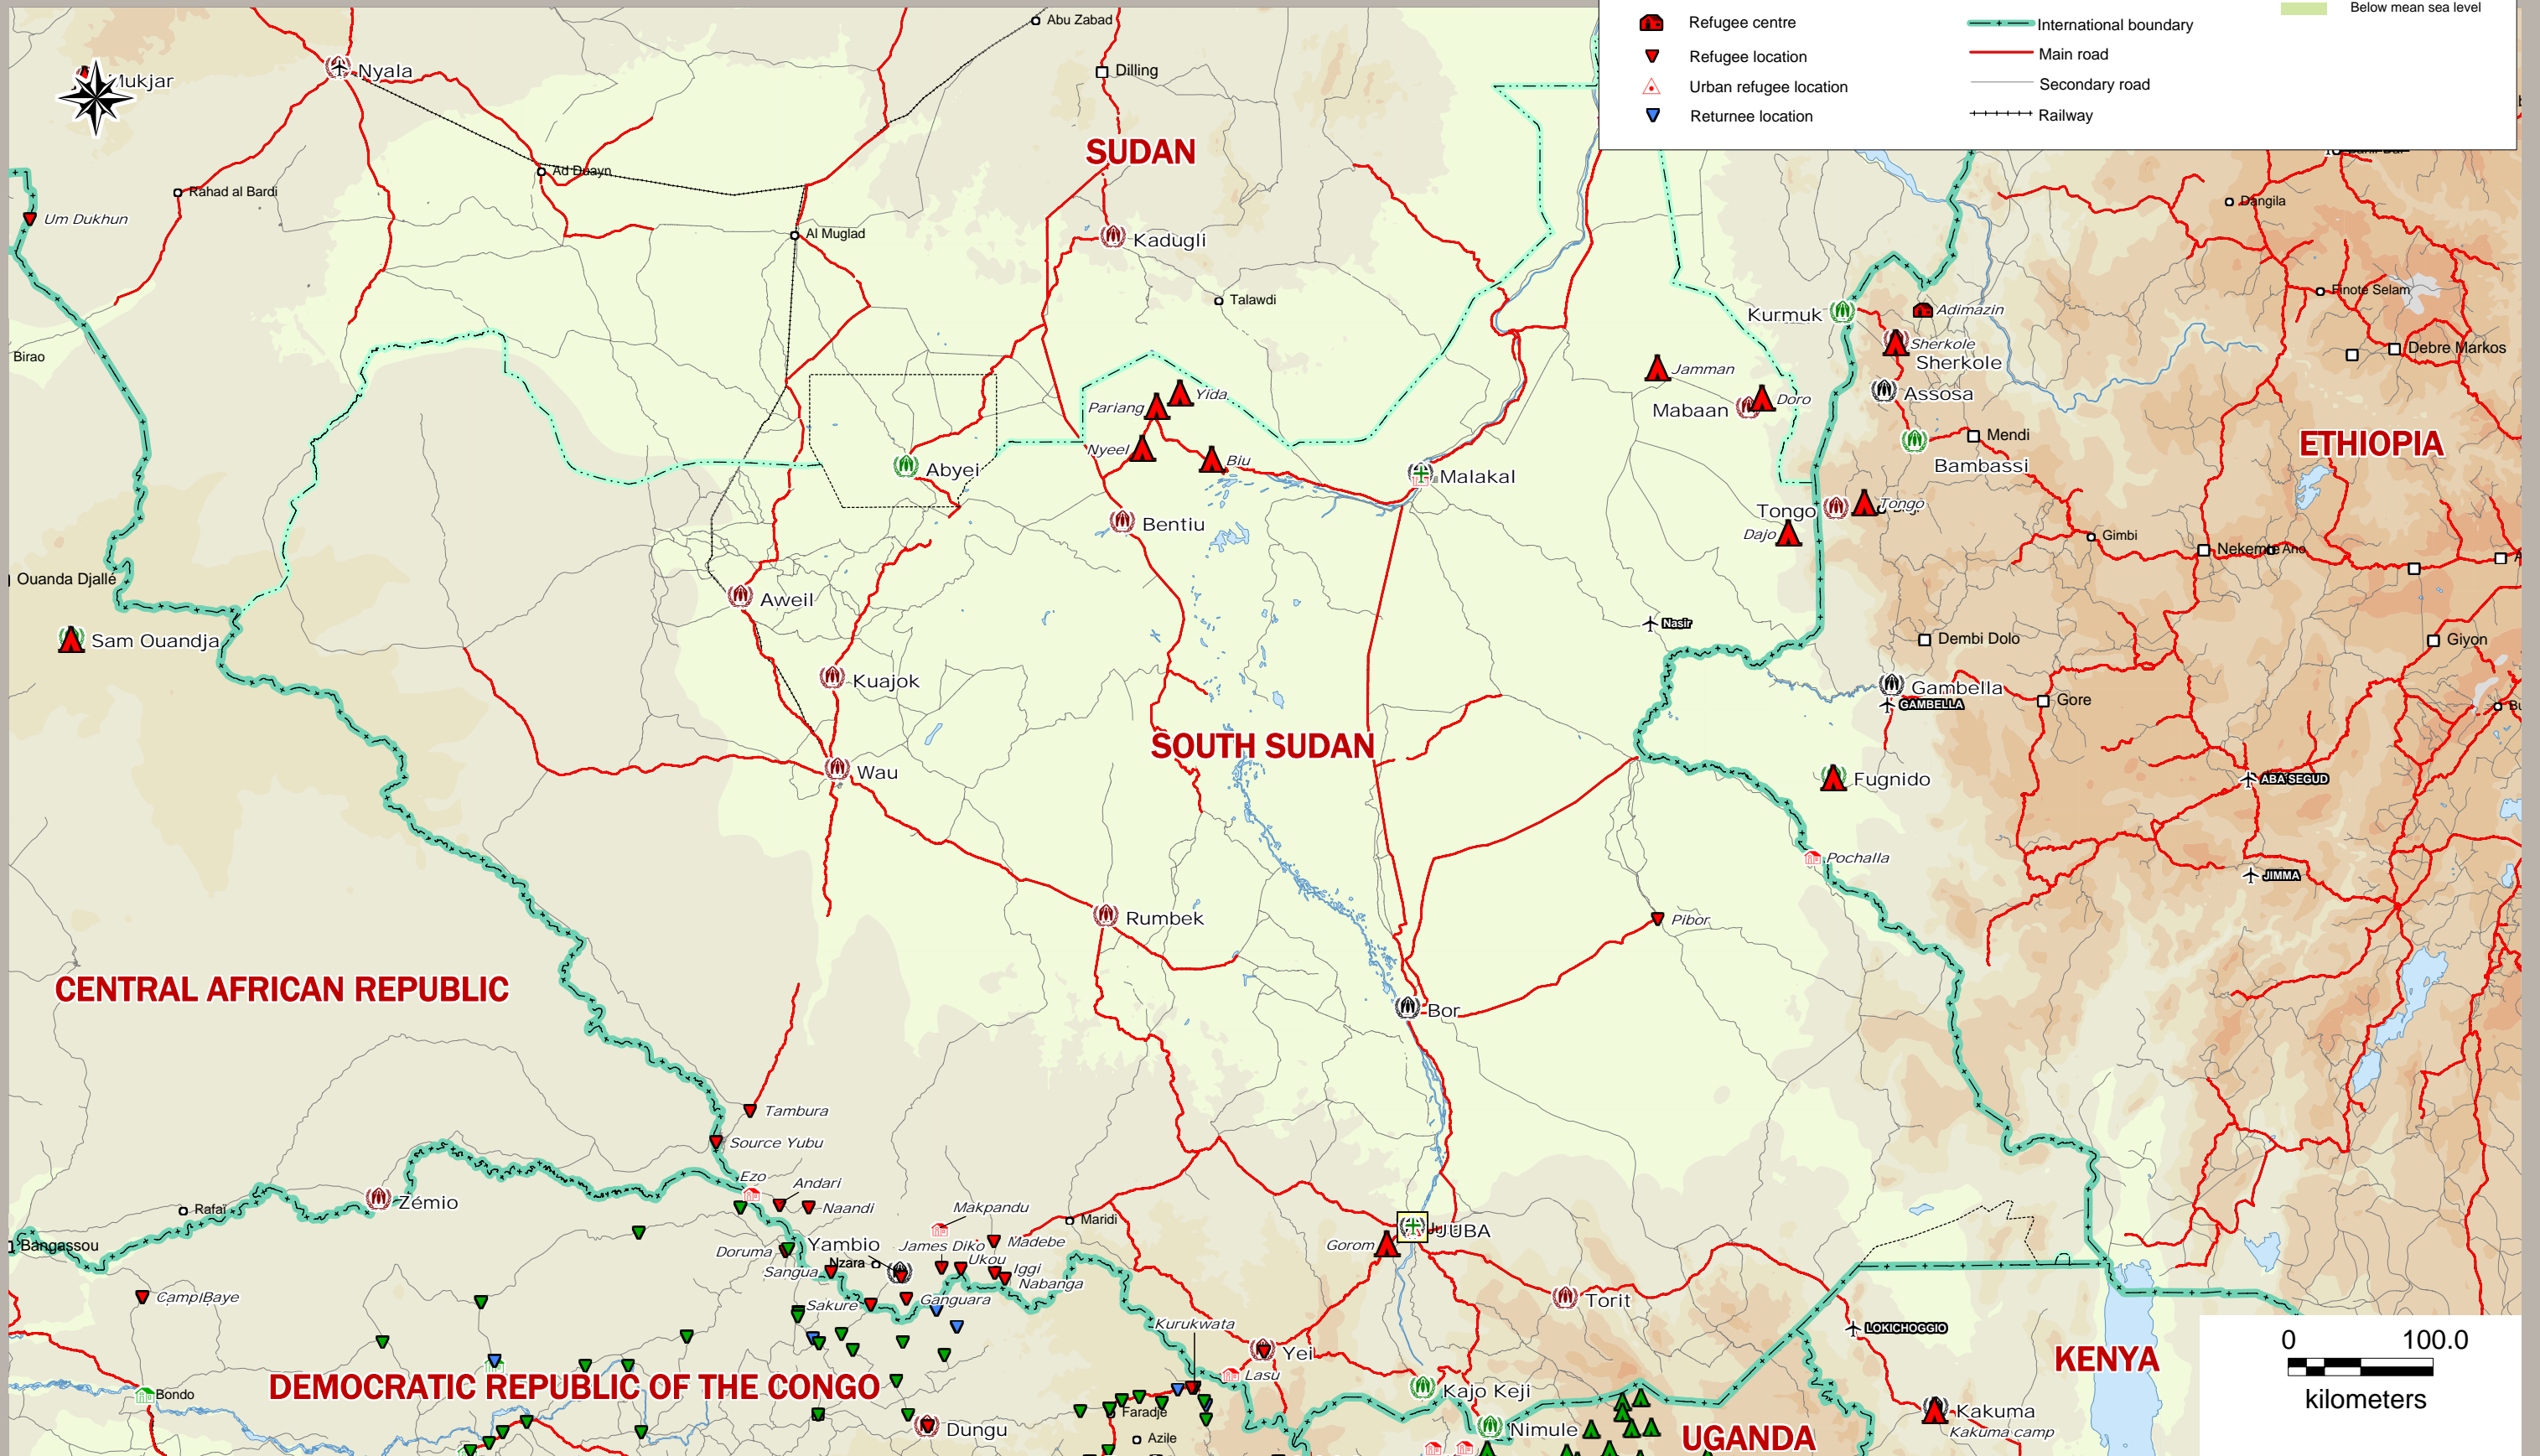 Refugee centre
Refugee location
Urban refugee location
Returnee location
International boundary
Main road
Secondary road
Railway
Below mean sea level
Abu Zabad
Mukjar
Nyala
Dilling
SUDAN
Ad Duayn
Rahad al Bardi
Um Dukhun
Al Muglad
Kadugli
Talawdi
Dangila
Finote Selam
Kurmuk
Adimazin
Birao
Sherkole
Sherkole
Debre Markos
Jamman
Assosa
Yida
Pariang
Mabaan
Doro
Nyeel
Biu
Mendi
ETHIOPIA
Abyei
Malakal
Bambassi
Bentiu
Tongo
Tongo
Dajo
Gimbi
Nekemte
Ano
Ouanda Djallé
Aweil
Nasir
Sam Ouandja
Dembi Dolo
Giyon
Kuajok
Gambella
GAMBELLA
Gore
SOUTH SUDAN
Wau
Fugnido
ABA SEGUD
Pochalla
JIMMA
Rumbek
Pibor
CENTRAL AFRICAN REPUBLIC
Bor
Tambura
Source Yubu
Ezo
Andari
Zémio
Rafaï
Naandi
Makpandu
Maridi
JUBA
Bangassou
Doruma
Yambio
James Diko
Madebe
Gorom
Nzara
Ukou
Sangua
Iggi
Nabanga
Camp|Baye
Sakure
Ganguara
Torit
Kurukwata
LOKICHOGGIO
Yei
KENYA
0 100.0
kilometers
Lasu
DEMOCRATIC REPUBLIC OF THE CONGO
Bondo
Kajo Keji
Faradje
Dungu
Azile
Nimule
UGANDA
Kakuma
Kakuma camp